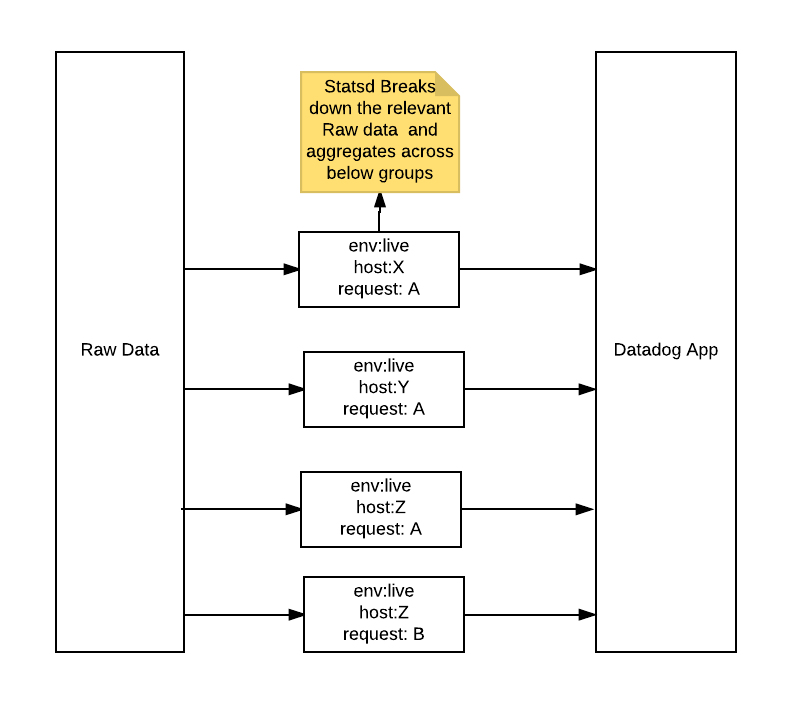 Statsd Breaks
down the relevant
Raw data and
aggregates across
below groups
env:live
host:X
request: A
Raw Data
Datadog App
env:live
host:Y
request: A
env:live
host:Z
request: A
env:live
host:Z
request: B